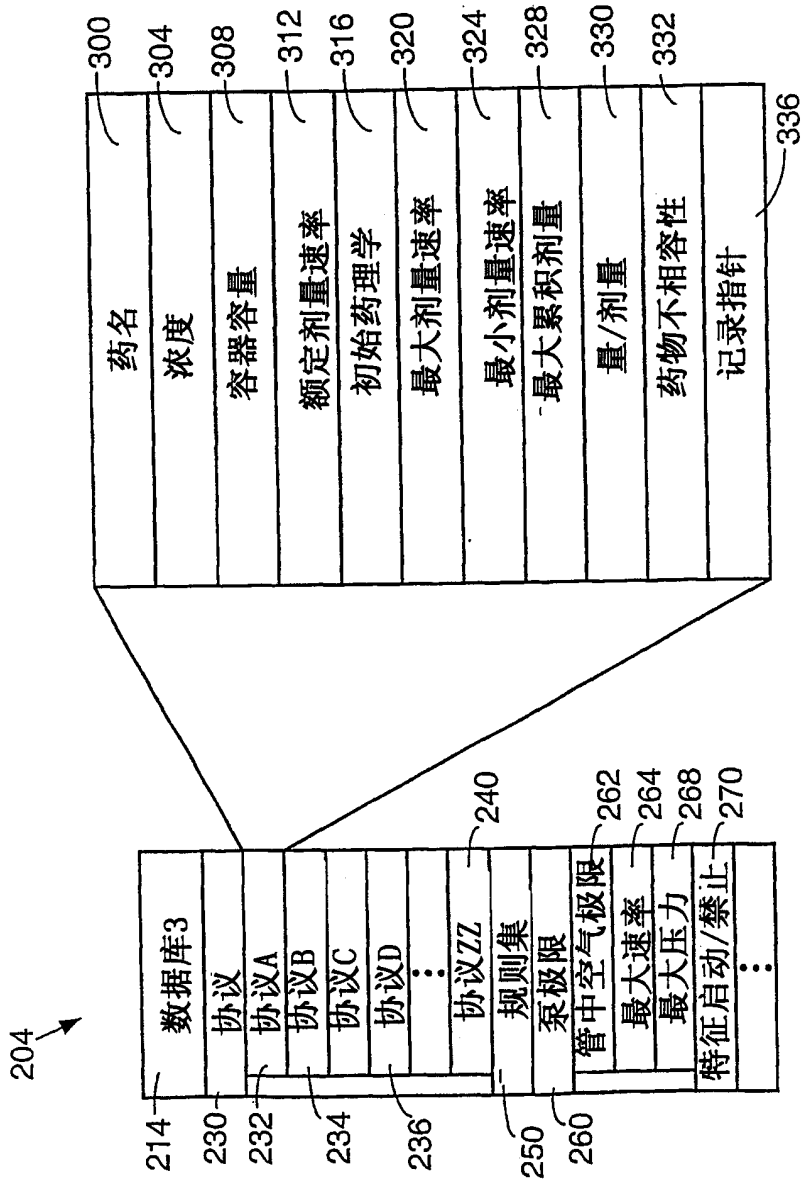 204
214
数据库3
230
协议
232
协议A
234
协议B
协议C
236
协议D
⋮
协议ZZ
240
250
规则集
260
泵极限
管中空气极限
262
最大速率
264
最大压力
268
特征启动/禁止
270
⋮
药名
300
浓度
304
容器容量
308
额定剂量速率
312
初始药理学
316
最大剂量速率
320
最小剂量速率
324
最大累积剂量
328
量/剂量
330
药物不相容性
332
记录指针
336